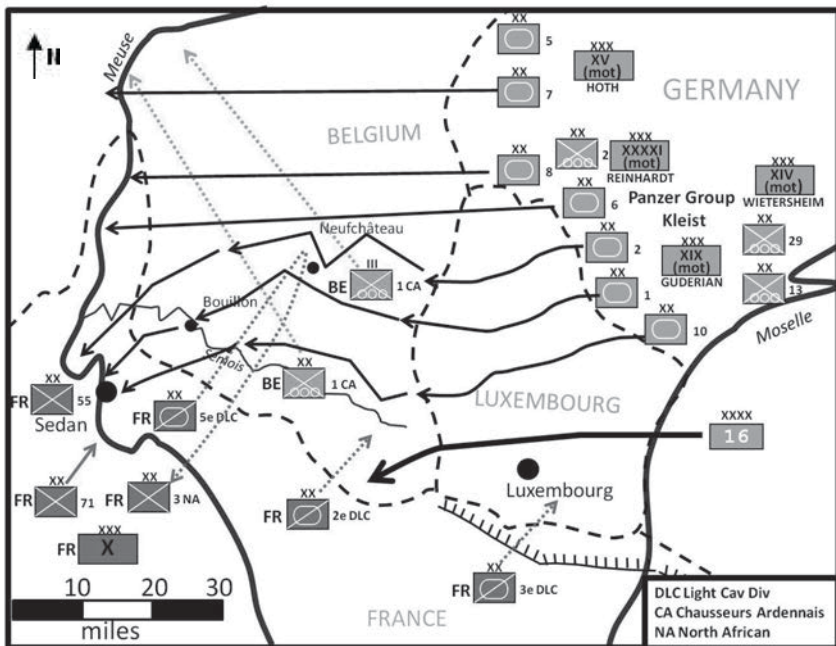 N
Meuse
XX
5
XXX
XV
(mot)
HOTH
XX
7
GERMANY
BELGIUM
XX
8
XX
2
XXX
XXXXI
(mot)
REINHARDT
XXX
XIV
(mot)
WIETERSHEIM
XX
6
Panzer Group
Kleist
XX
29
XX
2
XXX
XIX
(mot)
GUDERIAN
XX
13
Moselle
Neufchâteau
III
BE
1 CA
XX
1
XX
10
Bouillon
Semois
XX
BE
1 CA
LUXEMBOURG
XXXX
16
XX
FR
55
Sedan
XX
FR
5e DLC
Luxembourg
XX
FR
71
XX
FR
3 NA
XX
FR
2e DLC
XXX
FR
X
XX
FR
3e DLC
10 20 30
miles
FRANCE
DLC Light Cav Div
CA Chausseurs Ardennais
NA North African